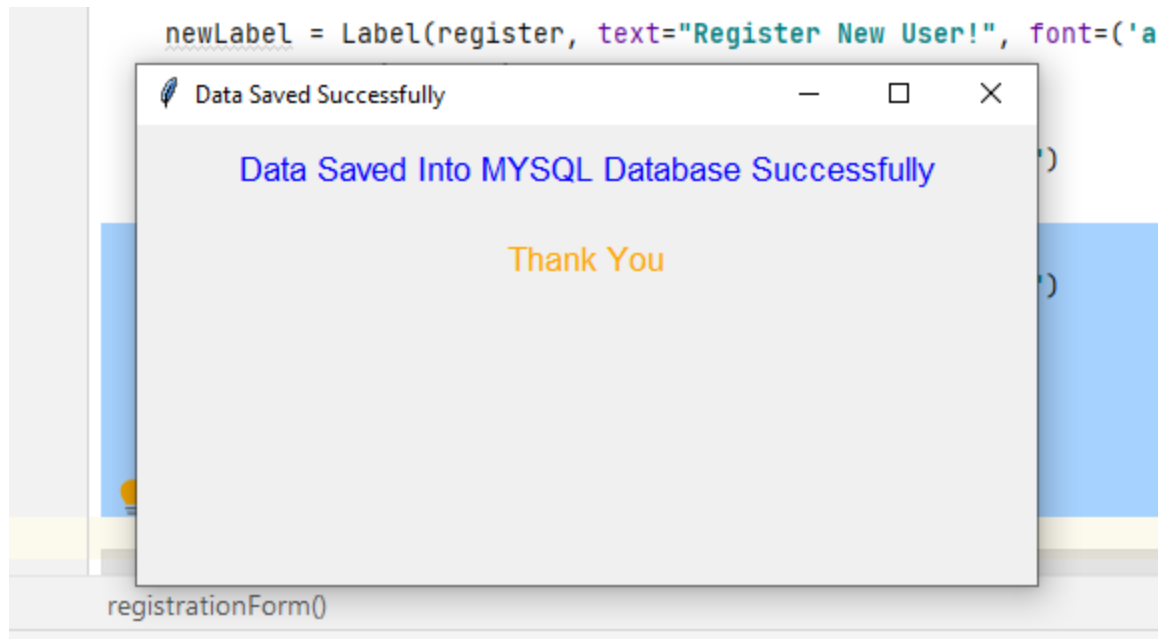 newLabel = Label(register, text="Register New User!", font=('a
Data Saved Successfully
Data Saved Into MYSQL Database Successfully
')
Thank You
')
registrationForm()